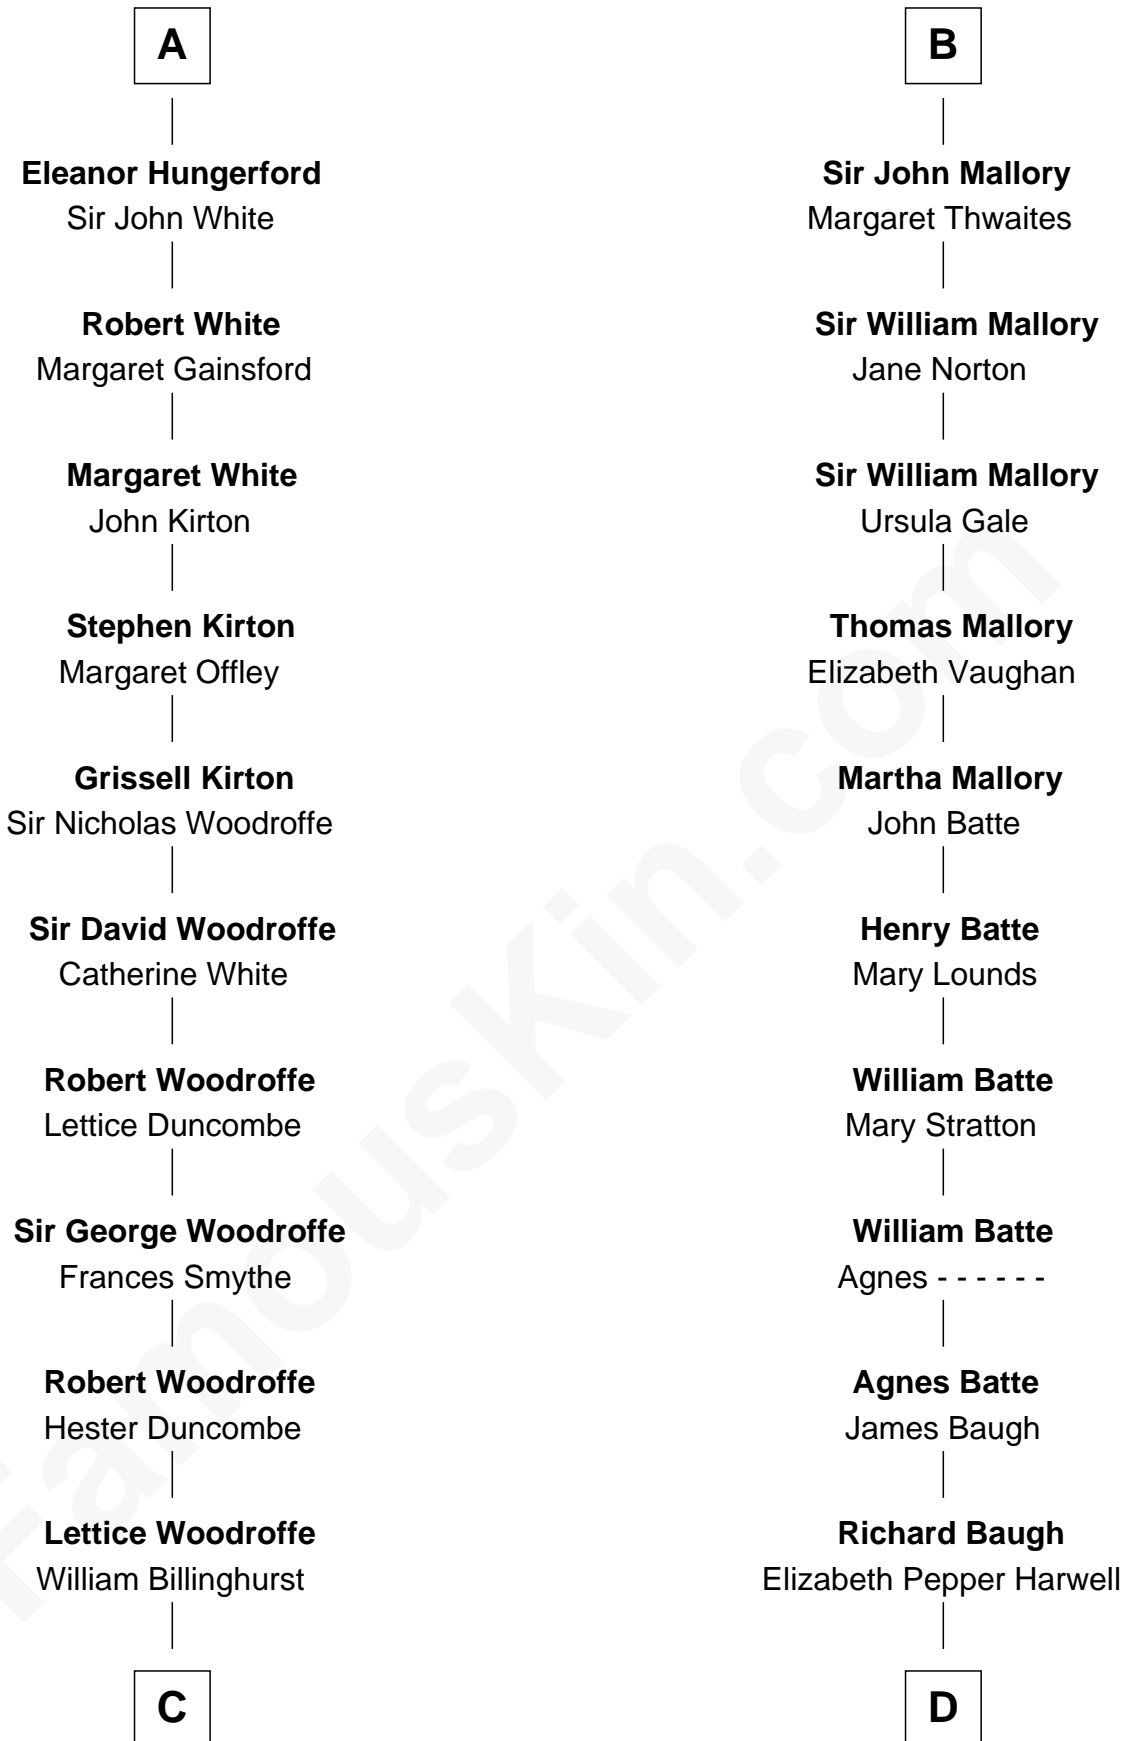 A
Eleanor Hungerford
Sir John White
Robert White
Margaret Gainsford
Margaret White
John Kirton
Stephen Kirton
Margaret Offley
Grissell Kirton
Sir Nicholas Woodroffe
Sir David Woodroffe
Catherine White
Robert Woodroffe
Lettice Duncombe
Sir George Woodroffe
Frances Smythe
Robert Woodroffe
Hester Duncombe
Lettice Woodroffe
William Billinghurst
C
B
Sir John Mallory
Margaret Thwaites
Sir William Mallory
Jane Norton
Sir William Mallory
Ursula Gale
Thomas Mallory
Elizabeth Vaughan
Martha Mallory
John Batte
Henry Batte
Mary Lounds
William Batte
Mary Stratton
William Batte
Agnes - - - - - -
Agnes Batte
James Baugh
Richard Baugh
Elizabeth Pepper Harwell
D
FamousKin.com